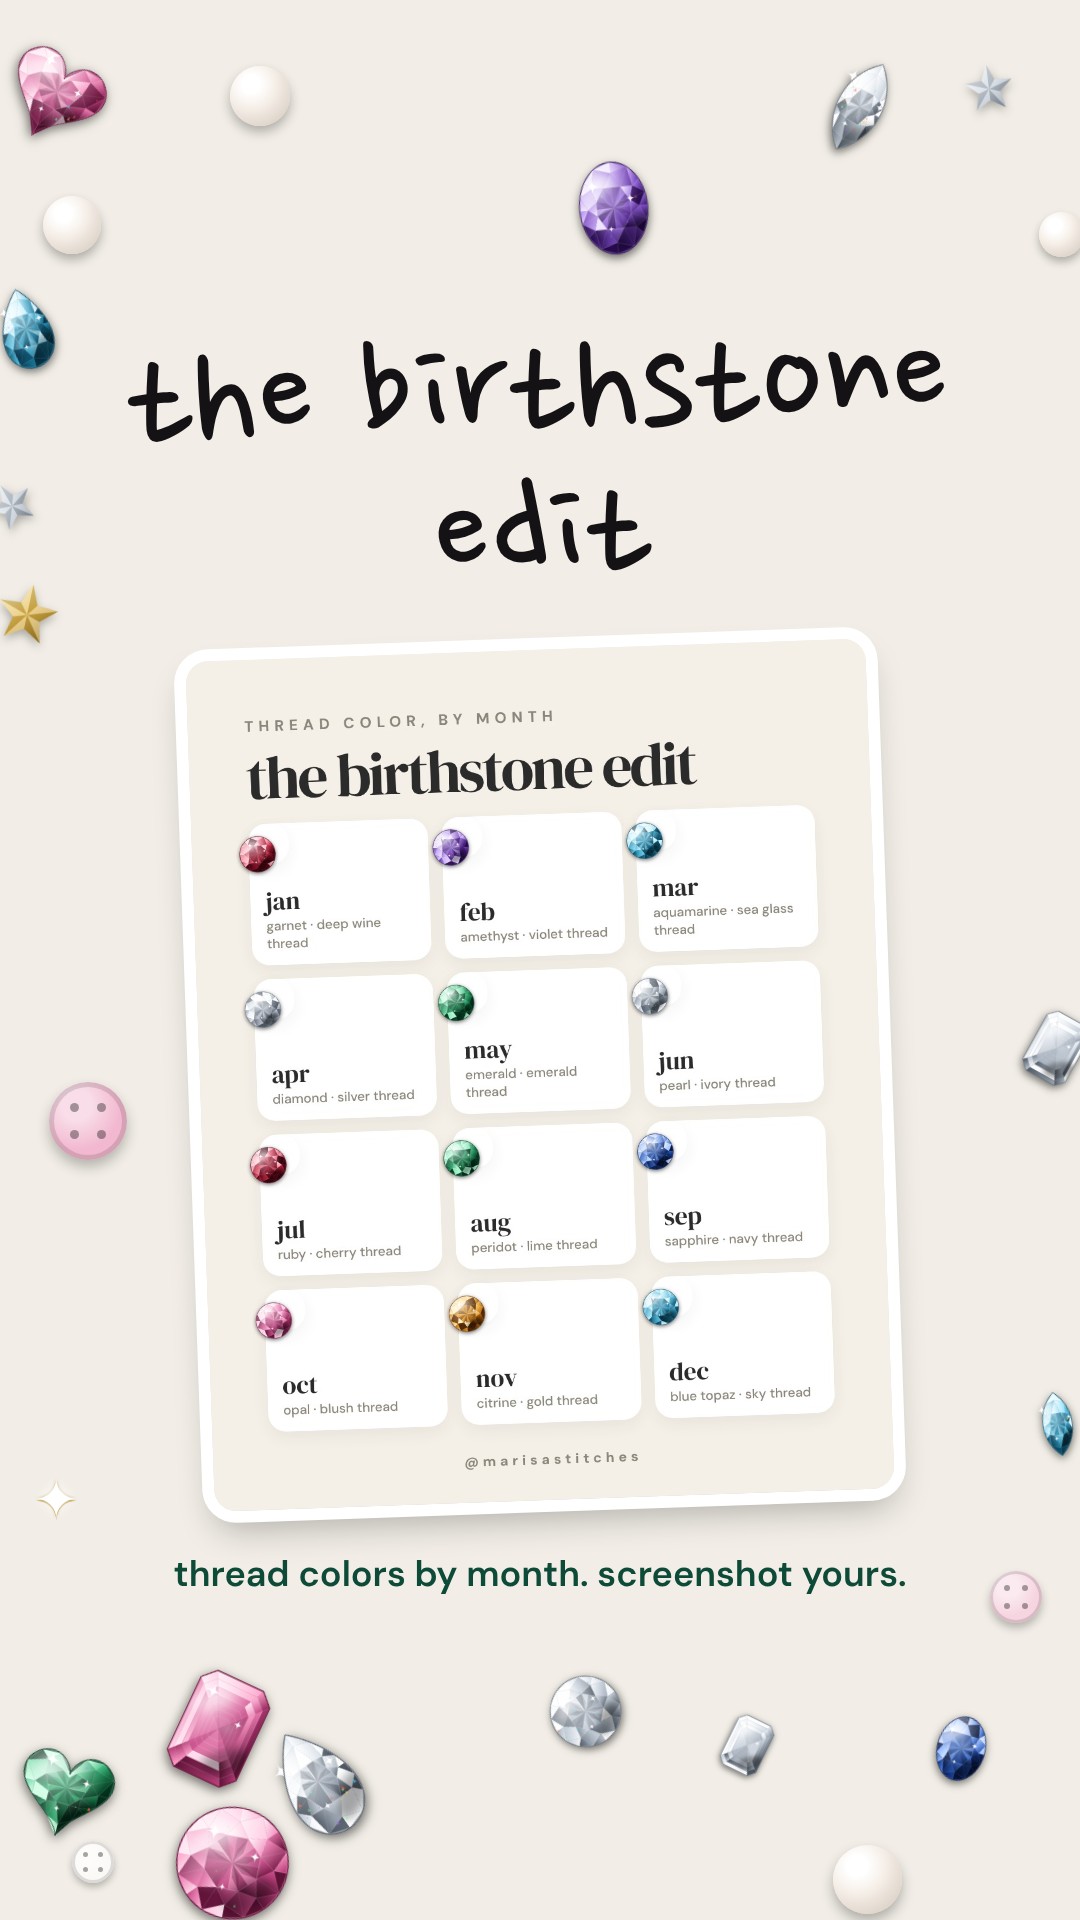 the birthstone
edit
THREAD COLOR, BY MONTH
the birthstone edit
jan
garnet · deep wine
thread
feb
amethyst · violet thread
mar
aquamarine · sea glass
thread
apr
diamond · silver thread
may
emerald · emerald
thread
jun
pearl · ivory thread
jul
ruby · cherry thread
aug
peridot · lime thread
sep
sapphire · navy thread
oct
opal · blush thread
nov
citrine · gold thread
dec
blue topaz · sky thread
@marisastitches
thread colors by month. screenshot yours.